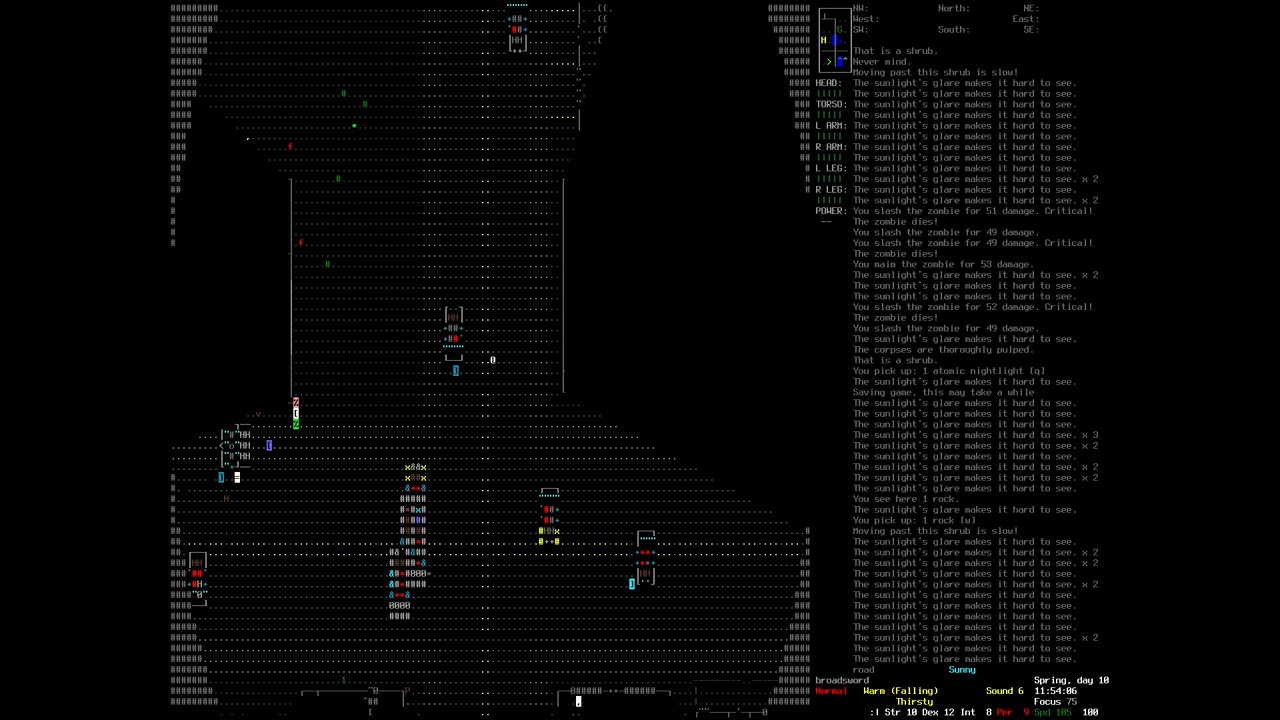 NW: North: NE:
West: East:
SW: South: SE:
That is a shrub.
Never mind.
Moving past this shrub is slow!
HEAD: The sunlight's glare makes it hard to see.
The sunlight's glare makes it hard to see.
TORSO: The sunlight's glare makes it hard to see.
The sunlight's glare makes it hard to see.
L ARM: The sunlight's glare makes it hard to see.
The sunlight's glare makes it hard to see.
R ARM: The sunlight's glare makes it hard to see.
The sunlight's glare makes it hard to see.
L LEG: The sunlight's glare makes it hard to see.
The sunlight's glare makes it hard to see. x 2
R LEG: The sunlight's glare makes it hard to see.
The sunlight's glare makes it hard to see. x 2
POWER: You slash the zombie for 51 damage. Critical!
-- The zombie dies!
You slash the zombie for 49 damage.
You slash the zombie for 49 damage. Critical!
The zombie dies!
You maim the zombie for 53 damage.
The sunlight's glare makes it hard to see. x 2
The sunlight's glare makes it hard to see.
The sunlight's glare makes it hard to see.
You slash the zombie for 52 damage. Critical!
The zombie dies!
You slash the zombie for 49 damage.
The sunlight's glare makes it hard to see.
The corpses are thoroughly pulped.
That is a shrub.
You pick up: 1 atomic nightlight [q]
The sunlight's glare makes it hard to see.
Saving game, this may take a while
The sunlight's glare makes it hard to see.
The sunlight's glare makes it hard to see.
The sunlight's glare makes it hard to see.
The sunlight's glare makes it hard to see. x 3
The sunlight's glare makes it hard to see. x 2
The sunlight's glare makes it hard to see.
The sunlight's glare makes it hard to see. x 2
The sunlight's glare makes it hard to see. x 2
The sunlight's glare makes it hard to see.
You see here 1 rock.
The sunlight's glare makes it hard to see.
You pick up: 1 rock [w]
Moving past this shrub is slow!
The sunlight's glare makes it hard to see.
The sunlight's glare makes it hard to see. x 2
The sunlight's glare makes it hard to see. x 2
The sunlight's glare makes it hard to see.
The sunlight's glare makes it hard to see. x 2
The sunlight's glare makes it hard to see.
The sunlight's glare makes it hard to see.
The sunlight's glare makes it hard to see.
The sunlight's glare makes it hard to see.
The sunlight's glare makes it hard to see. x 2
The sunlight's glare makes it hard to see.
The sunlight's glare makes it hard to see.
road Sunny
broadsword Spring, day 10
Normal Warm (Falling) Sound 6 11:54:06
Thirsty Focus 75
:| Str 10 Dex 12 Int 8 Per 9 Spd 105 100